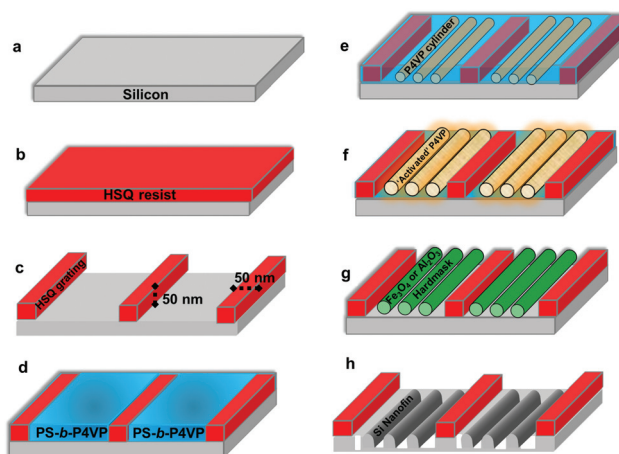 a
Silicon
b
HSQ resist
c
HSQ grating
50 nm
50 nm
d
PS-b-P4VP
PS-b-P4VP
e
P4VP cylinder
f
'Activated' P4VP
g
Fe₃O₄ or Al₂O₃
Hardmask
h
Si Nanofin